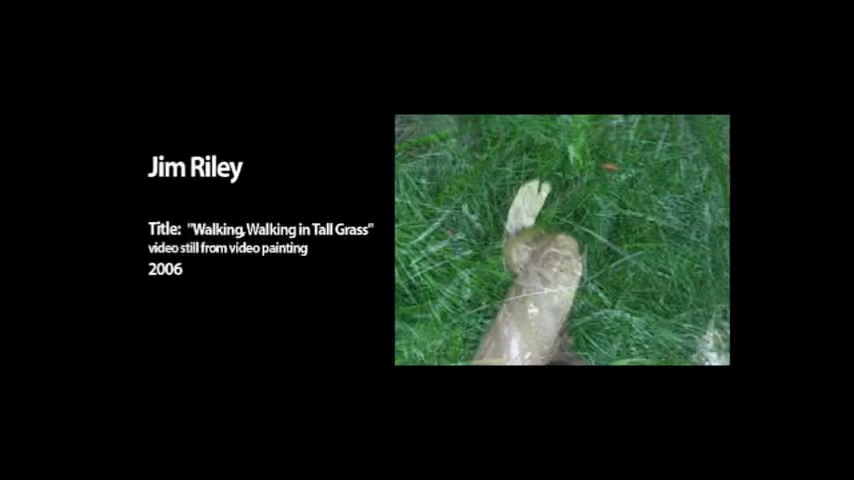 Jim Riley
Title: "Walking, Walking in Tall Grass"
video still from video painting
2006